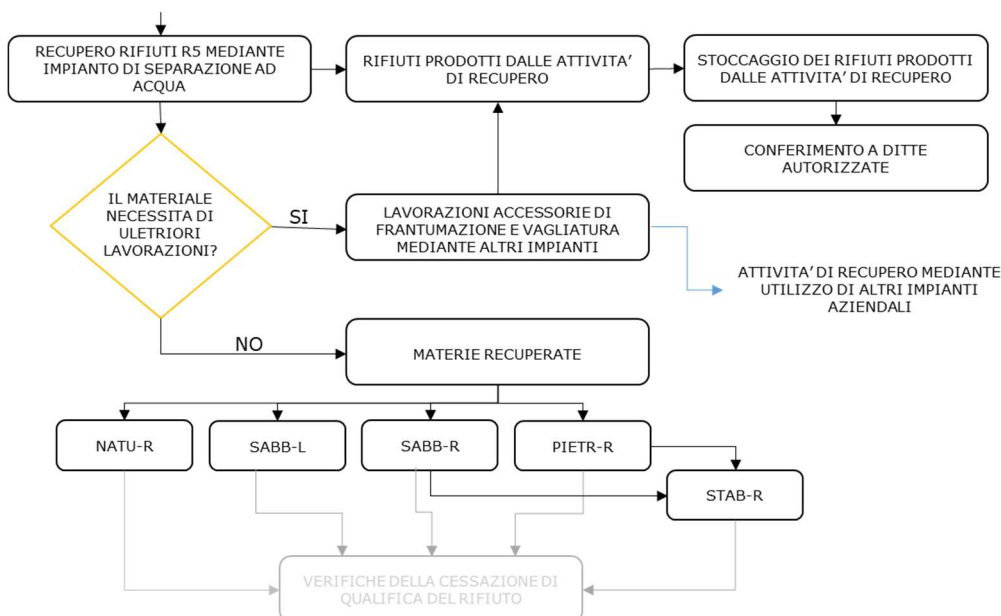 RECUPERO RIFIUTI R5 MEDIANTE
IMPIANTO DI SEPARAZIONE AD
ACQUA
RIFIUTI PRODOTTI DALLE ATTIVITA’
DI RECUPERO
STOCCAGGIO DEI RIFIUTI PRODOTTI
DALLE ATTIVITA’ DI RECUPERO
CONFERIMENTO A DITTE
AUTORIZZATE
IL MATERIALE
NECESSITA DI
ULETRIORI
LAVORAZIONI?
SI
LAVORAZIONI ACCESSORIE DI
FRANTUMAZIONE E VAGLIATURA
MEDIANTE ALTRI IMPIANTI
ATTIVITA’ DI RECUPERO MEDIANTE
UTILIZZO DI ALTRI IMPIANTI
AZIENDALI
NO
MATERIE RECUPERATE
NATU-R
SABB-L
SABB-R
PIETR-R
STAB-R
VERIFICHE DELLA CESSAZIONE DI
QUALIFICA DEL RIFIUTO